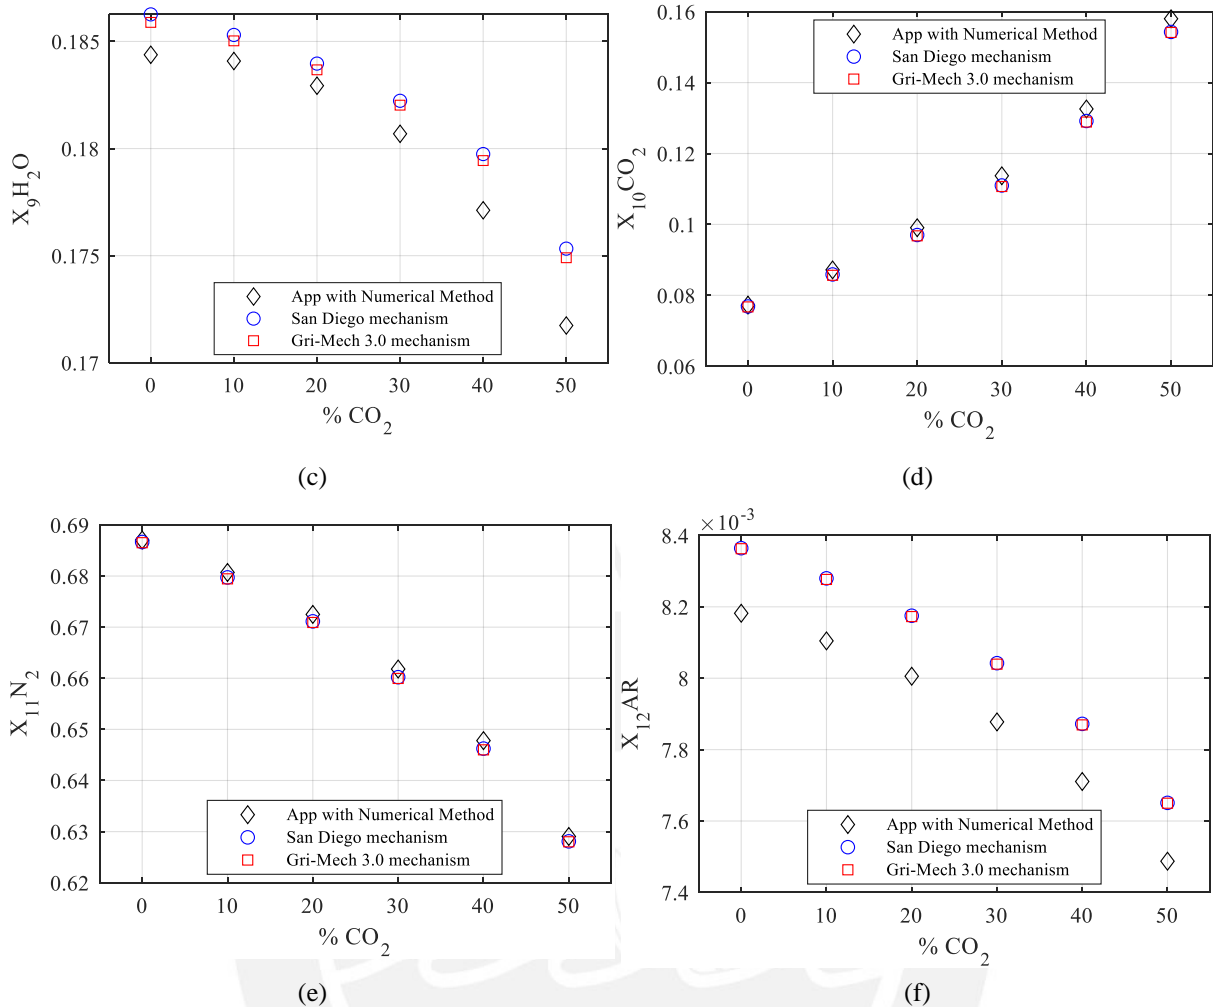 0.185
0.18
0.175
0.17
X9H2O
App with Numerical Method
San Diego mechanism
Gri-Mech 3.0 mechanism
0 10 20 30 40 50
% CO2
(c)
0.16
0.14
0.12
0.1
0.08
0.06
X10CO2
App with Numerical Method
San Diego mechanism
Gri-Mech 3.0 mechanism
0 10 20 30 40 50
% CO2
(d)
0.69
0.68
0.67
0.66
0.65
0.64
0.63
0.62
X11N2
App with Numerical Method
San Diego mechanism
Gri-Mech 3.0 mechanism
0 10 20 30 40 50
% CO2
(e)
×10-3
8.4
8.2
8
7.8
7.6
7.4
X12AR
App with Numerical Method
San Diego mechanism
Gri-Mech 3.0 mechanism
0 10 20 30 40 50
% CO2
(f)